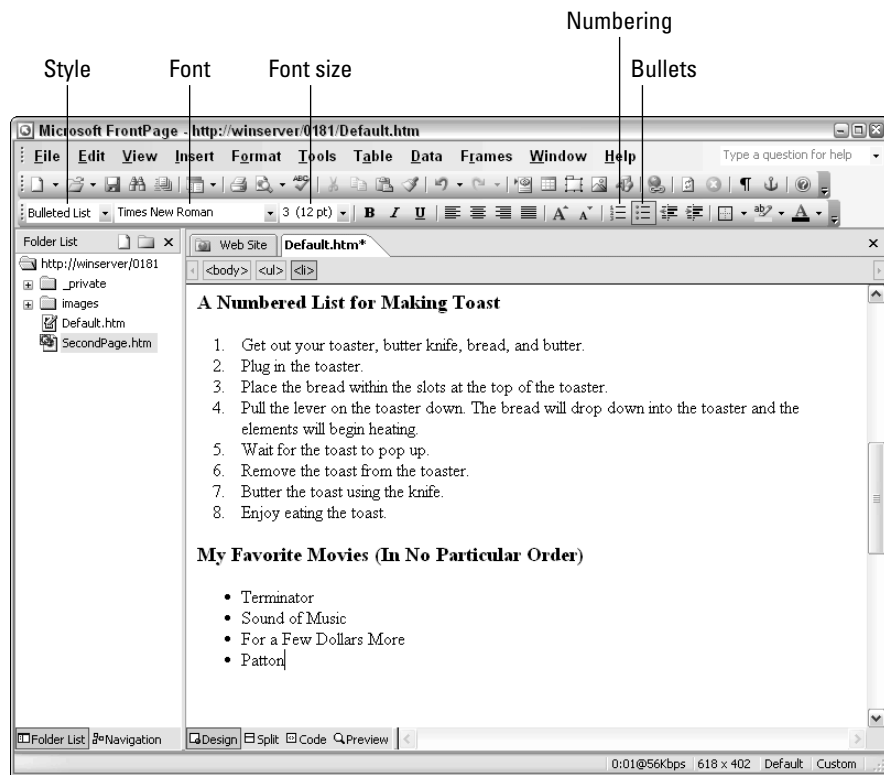 Numbering
Style Font Font size Bullets
Microsoft FrontPage - http://winserver/0181/Default.htm
File Edit View Insert Format Tools Table Data Frames Window Help Type a question for help
Bulleted List Times New Roman 3 (12 pt) B I U A A ab A
Folder List
Web Site Default.htm*
http://winserver/0181
<body> <ul> <li>
_private
images
Default.htm
SecondPage.htm
A Numbered List for Making Toast
1. Get out your toaster, butter knife, bread, and butter.
2. Plug in the toaster.
3. Place the bread within the slots at the top of the toaster.
4. Pull the lever on the toaster down. The bread will drop down into the toaster and the
elements will begin heating.
5. Wait for the toast to pop up.
6. Remove the toast from the toaster.
7. Butter the toast using the knife.
8. Enjoy eating the toast.
My Favorite Movies (In No Particular Order)
• Terminator
• Sound of Music
• For a Few Dollars More
• Patton
Folder List Navigation Design Split Code Preview
0:01@56Kbps 618 x 402 Default Custom